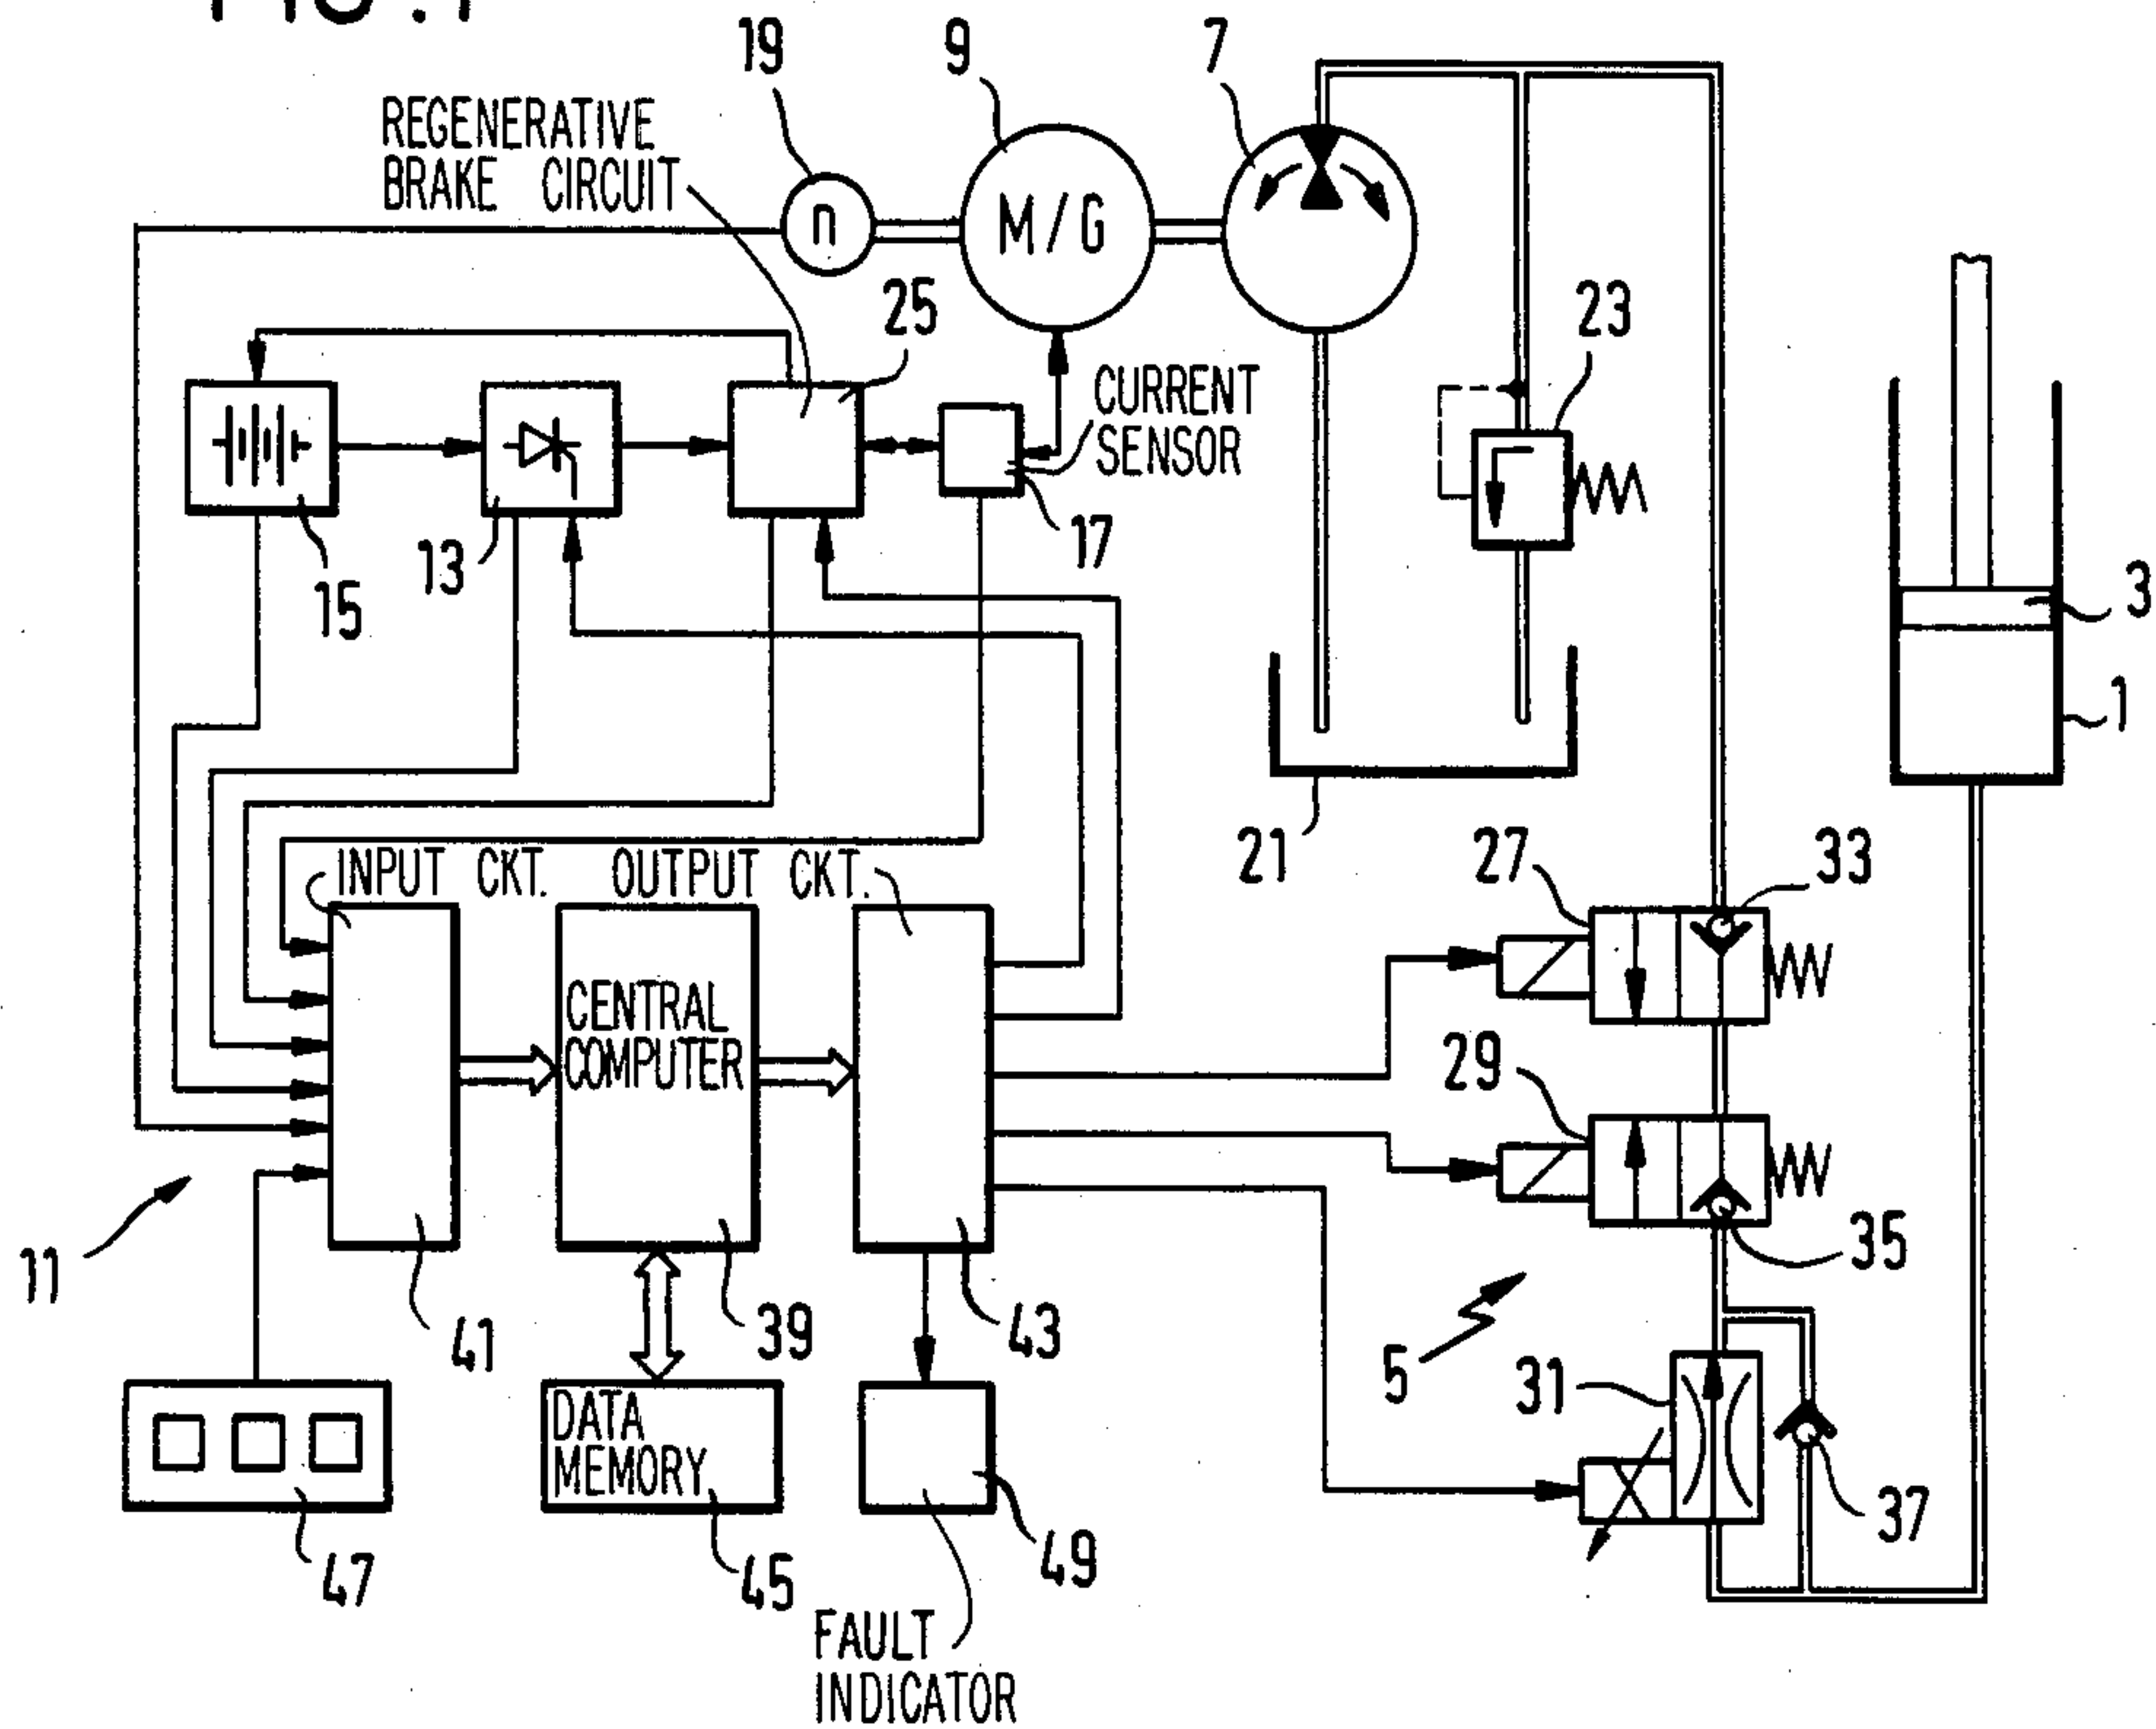 FIG.1
19
9
7
REGENERATIVE
BRAKE CIRCUIT
n
M/G
25
23
CURRENT
SENSOR
13
17
15
3
1
21
27
33
INPUT CKT.
OUTPUT CKT.
CENTRAL
COMPUTER
29
11
35
41
39
43
5
31
DATA
MEMORY
37
47
45
49
FAULT
INDICATOR